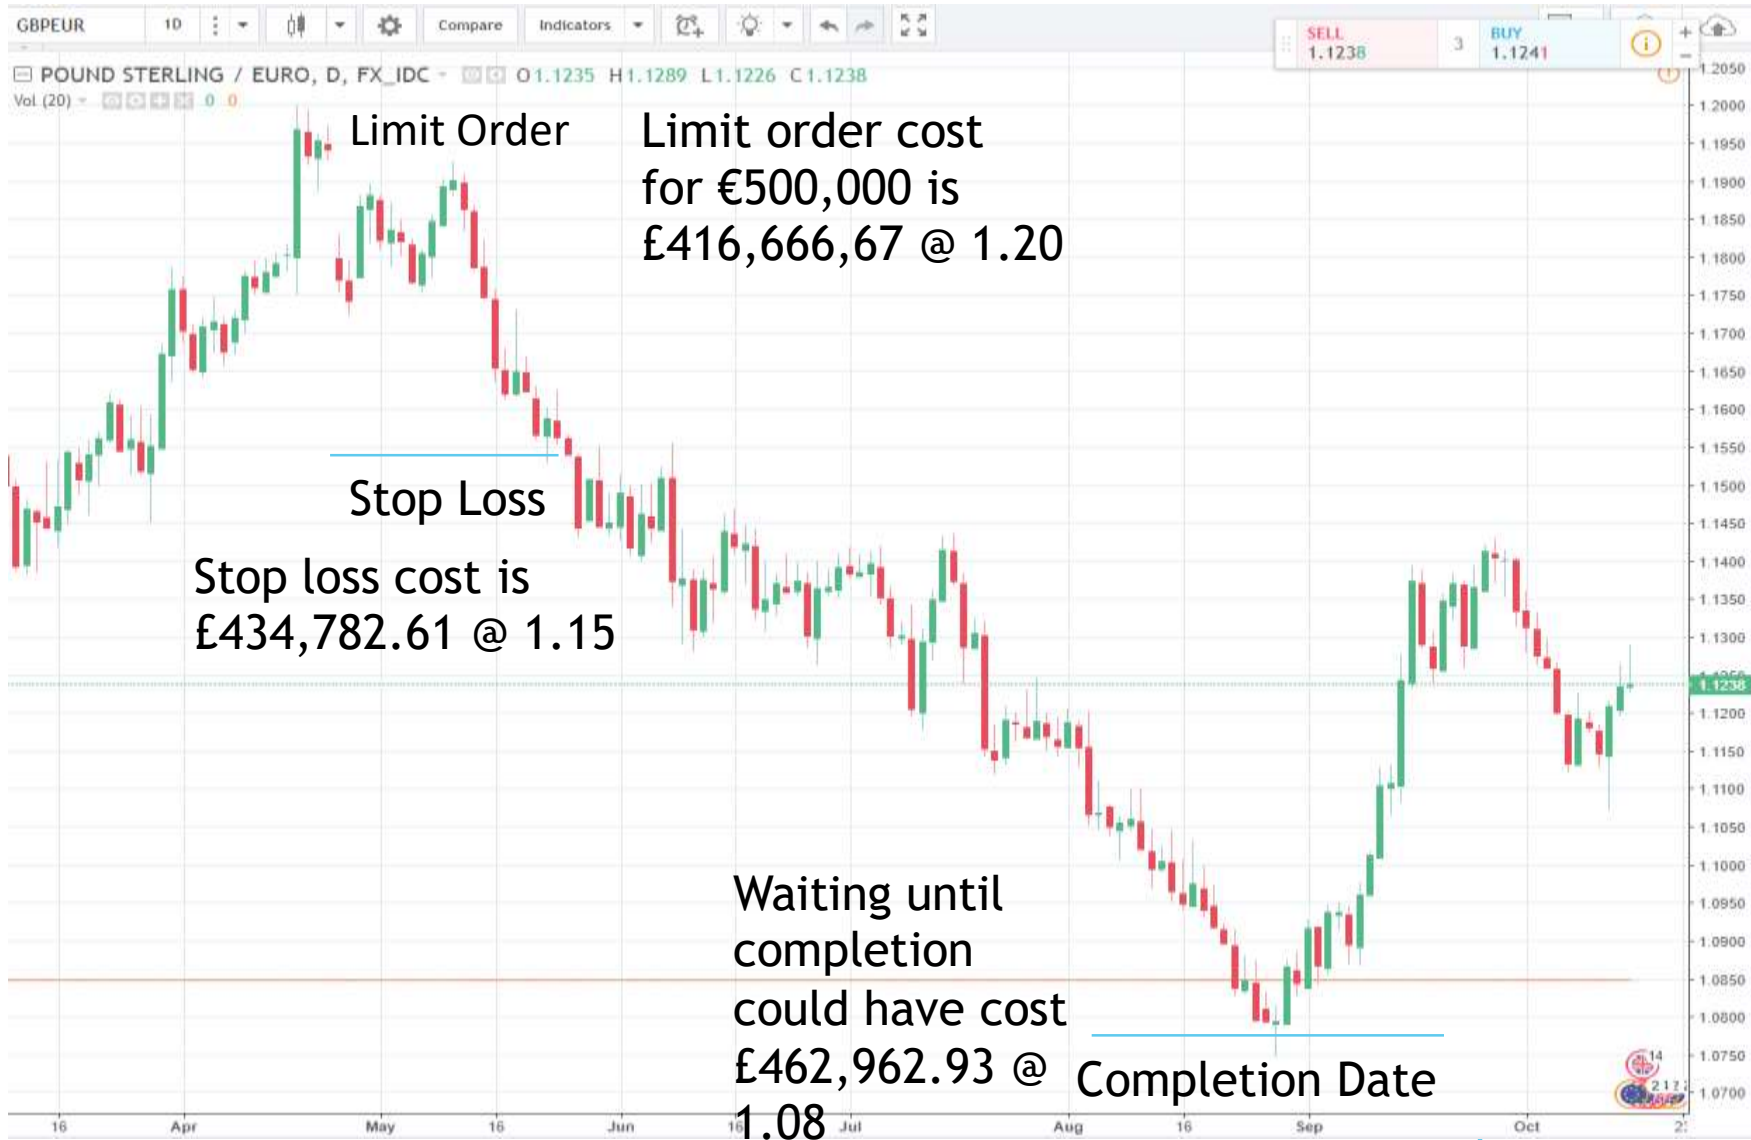 GBPEUR 1D Compare Indicators
SELL 1.1238 3 BUY 1.1241
POUND STERLING / EURO, D, FX_IDC O1.1235 H1.1289 L1.1226 C1.1238
Vol (20) 0 0
Limit Order
Limit order cost
for €500,000 is
£416,666,67 @ 1.20
Stop Loss
Stop loss cost is
£434,782.61 @ 1.15
Waiting until
completion
could have cost
£462,962.93 @
1.08
Completion Date
1.2050
1.2000
1.1950
1.1900
1.1850
1.1800
1.1750
1.1700
1.1650
1.1600
1.1550
1.1500
1.1450
1.1400
1.1350
1.1300
1.1238
1.1200
1.1150
1.1100
1.1050
1.1000
1.0950
1.0900
1.0850
1.0800
1.0750
1.0700
14
16 Apr May 16 Jun 16 Jul Aug 16 Sep Oct